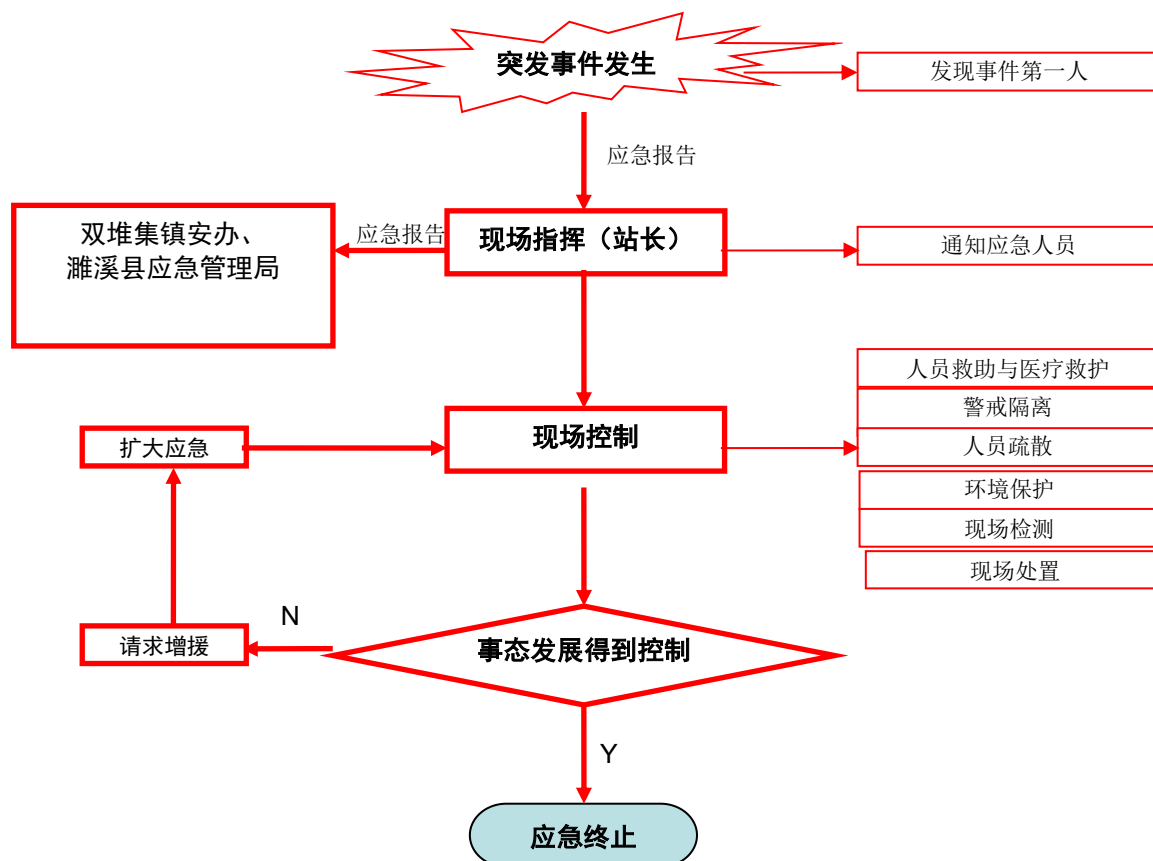 突发事件发生
发现事件第一人
应急报告
双堆集镇安办、
濉溪县应急管理局
应急报告
现场指挥（站长）
通知应急人员
人员救助与医疗救护
警戒隔离
扩大应急
现场控制
人员疏散
环境保护
现场检测
现场处置
N
请求增援
事态发展得到控制
Y
应急终止